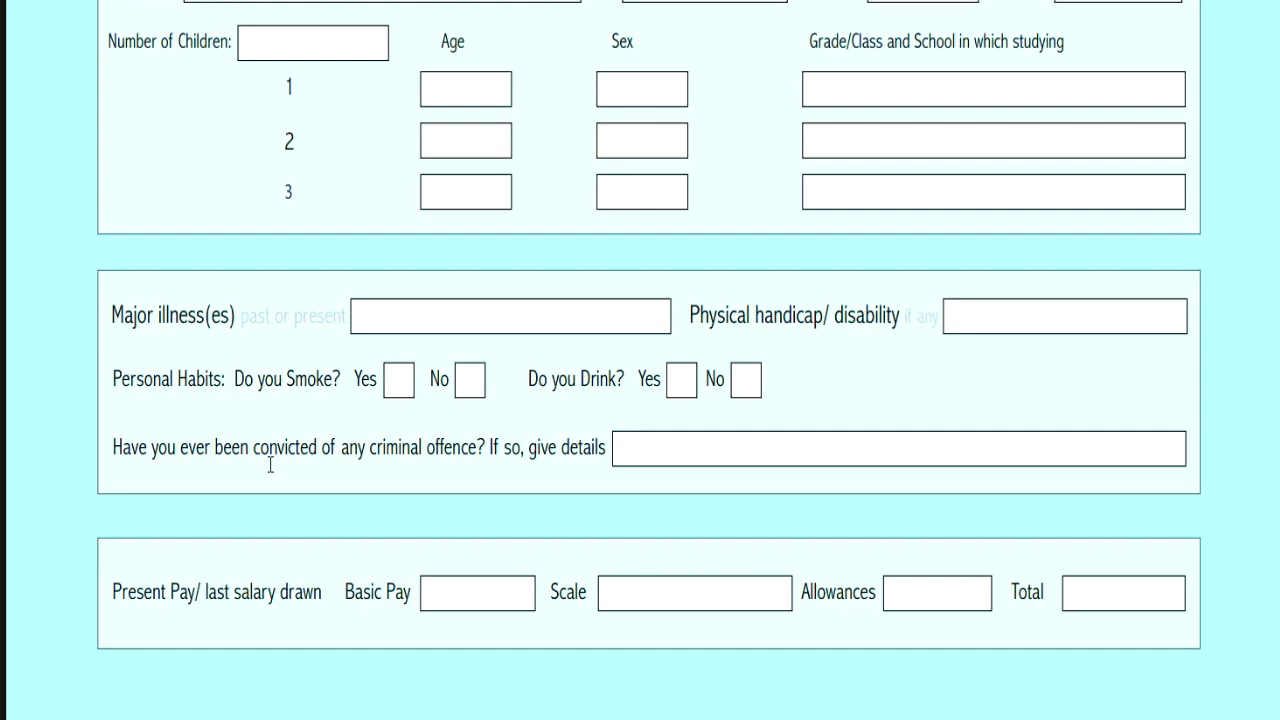 Number of Children: Age Sex Grade/Class and School in which studying
1
2
3
Major illness(es) past or present Physical handicap/ disability if any
Personal Habits: Do you Smoke? Yes No Do you Drink? Yes No
Have you ever been convicted of any criminal offence? If so, give details
Present Pay/ last salary drawn Basic Pay Scale Allowances Total